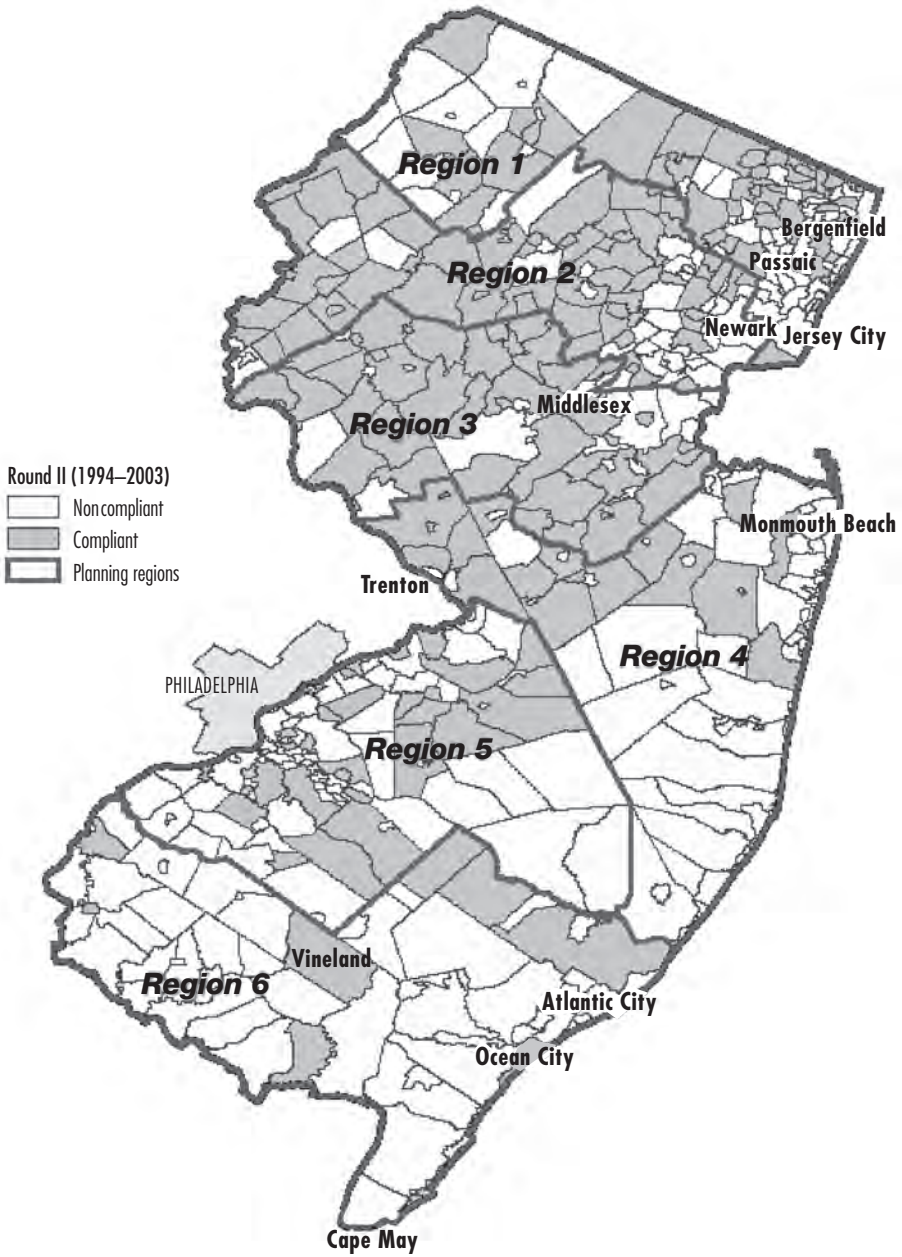 Region 1
Bergenfield
Passaic
Region 2
Newark
Jersey City
Middlesex
Region 3
Round II (1994–2003)
Noncompliant
Compliant
Planning regions
Monmouth Beach
Trenton
Region 4
PHILADELPHIA
Region 5
Vineland
Region 6
Atlantic City
Ocean City
Cape May